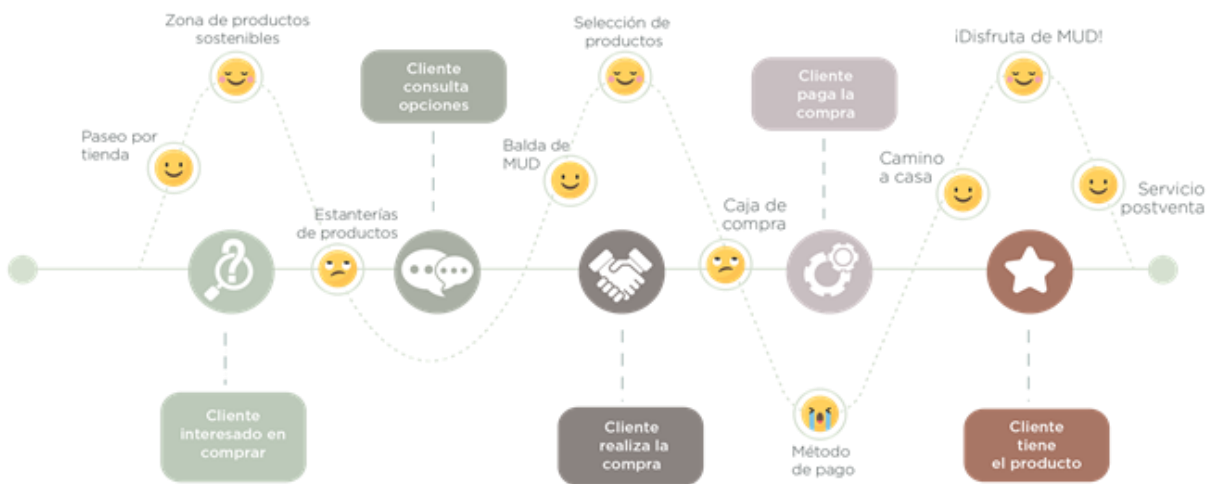 Zona de productos
sostenibles
Paseo por
tienda
Cliente
interesado en
comprar
Estanterías
de productos
Cliente
consulta
opciones
Balda de
MUD
Selección de
productos
Cliente
realiza la
compra
Caja de
compra
Cliente
paga la
compra
Método
de pago
Camino
a casa
¡Disfruta de MUD!
Cliente
tiene
el producto
Servicio
postventa